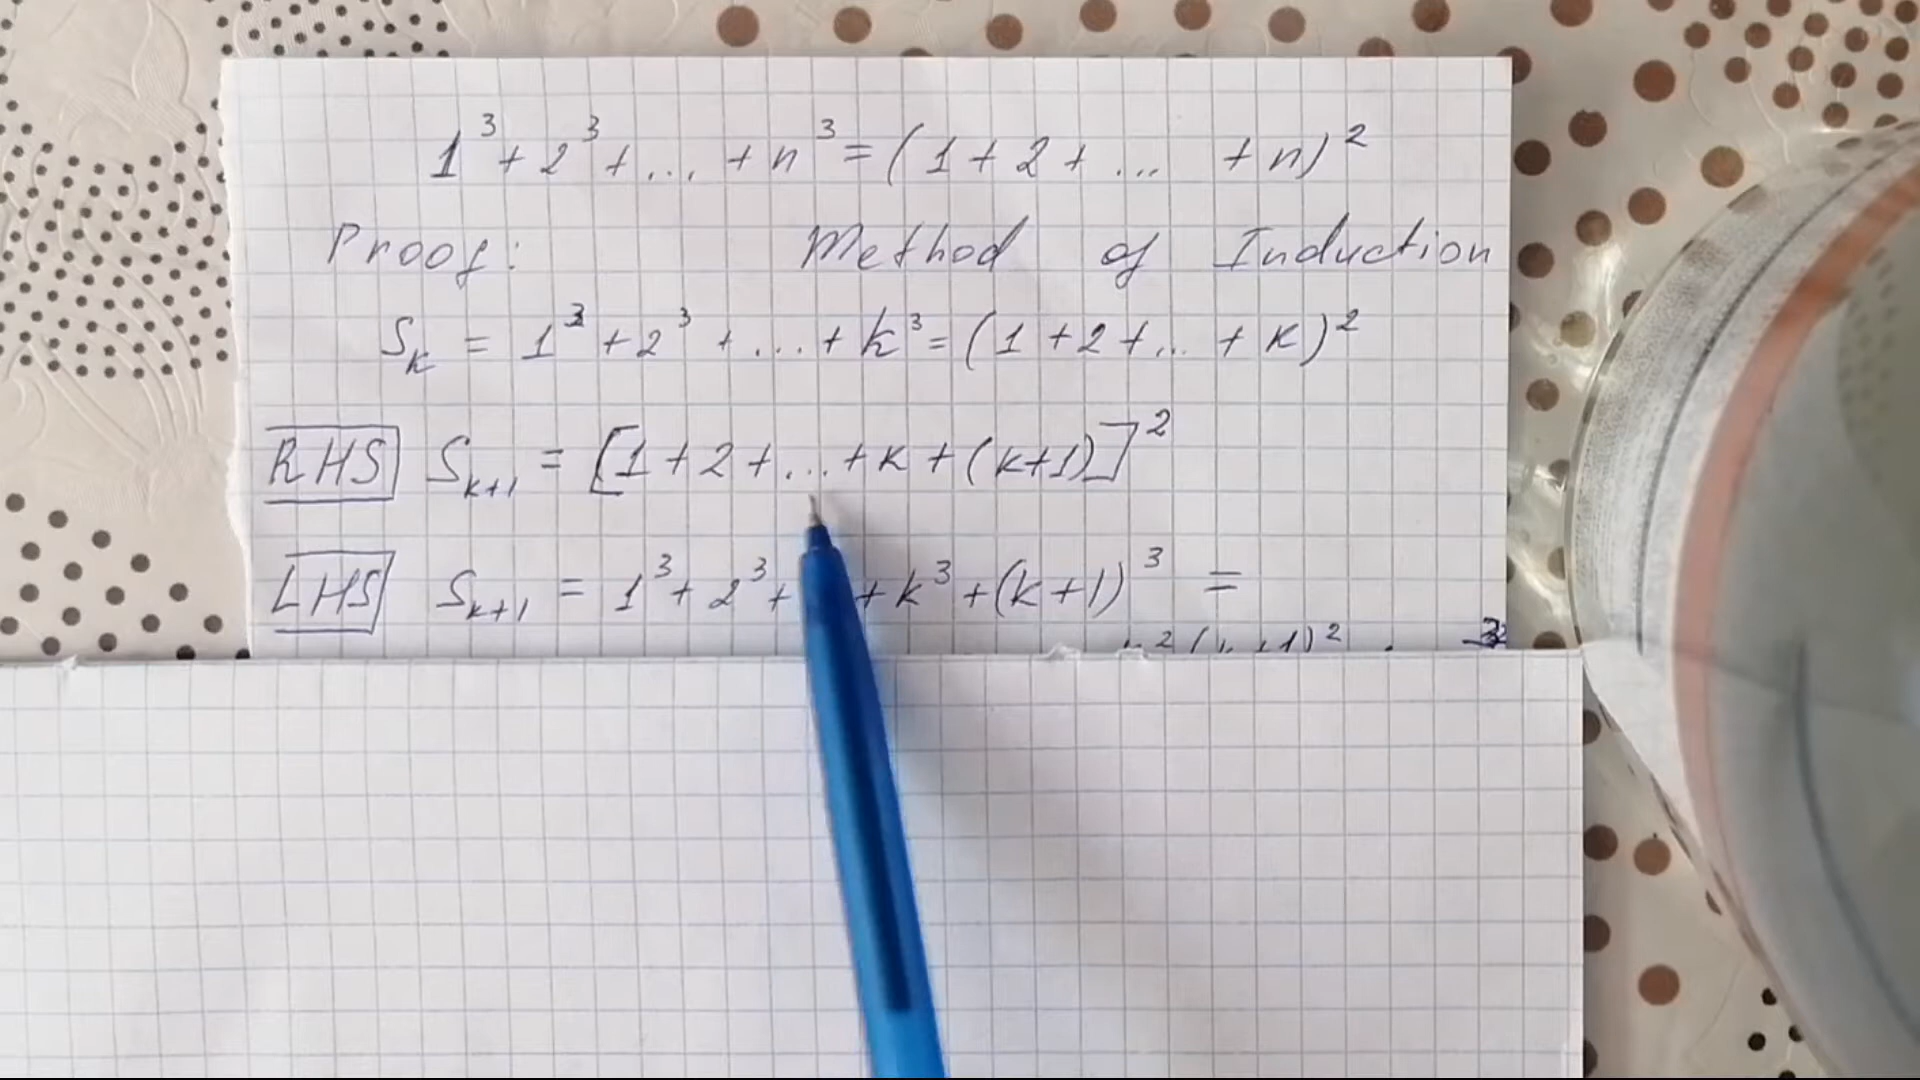 1³ + 2³ + ... + n³ = (1 + 2 + ... + n)²
Proof: Method of Induction
Sₖ = 1³ + 2³ + ... + k³ = (1 + 2 + ... + k)²
RHS Sₖ₊₁ = [1 + 2 + ... + k + (k+1)]²
LHS Sₖ₊₁ = 1³ + 2³ + + k³ + (k+1)³ =